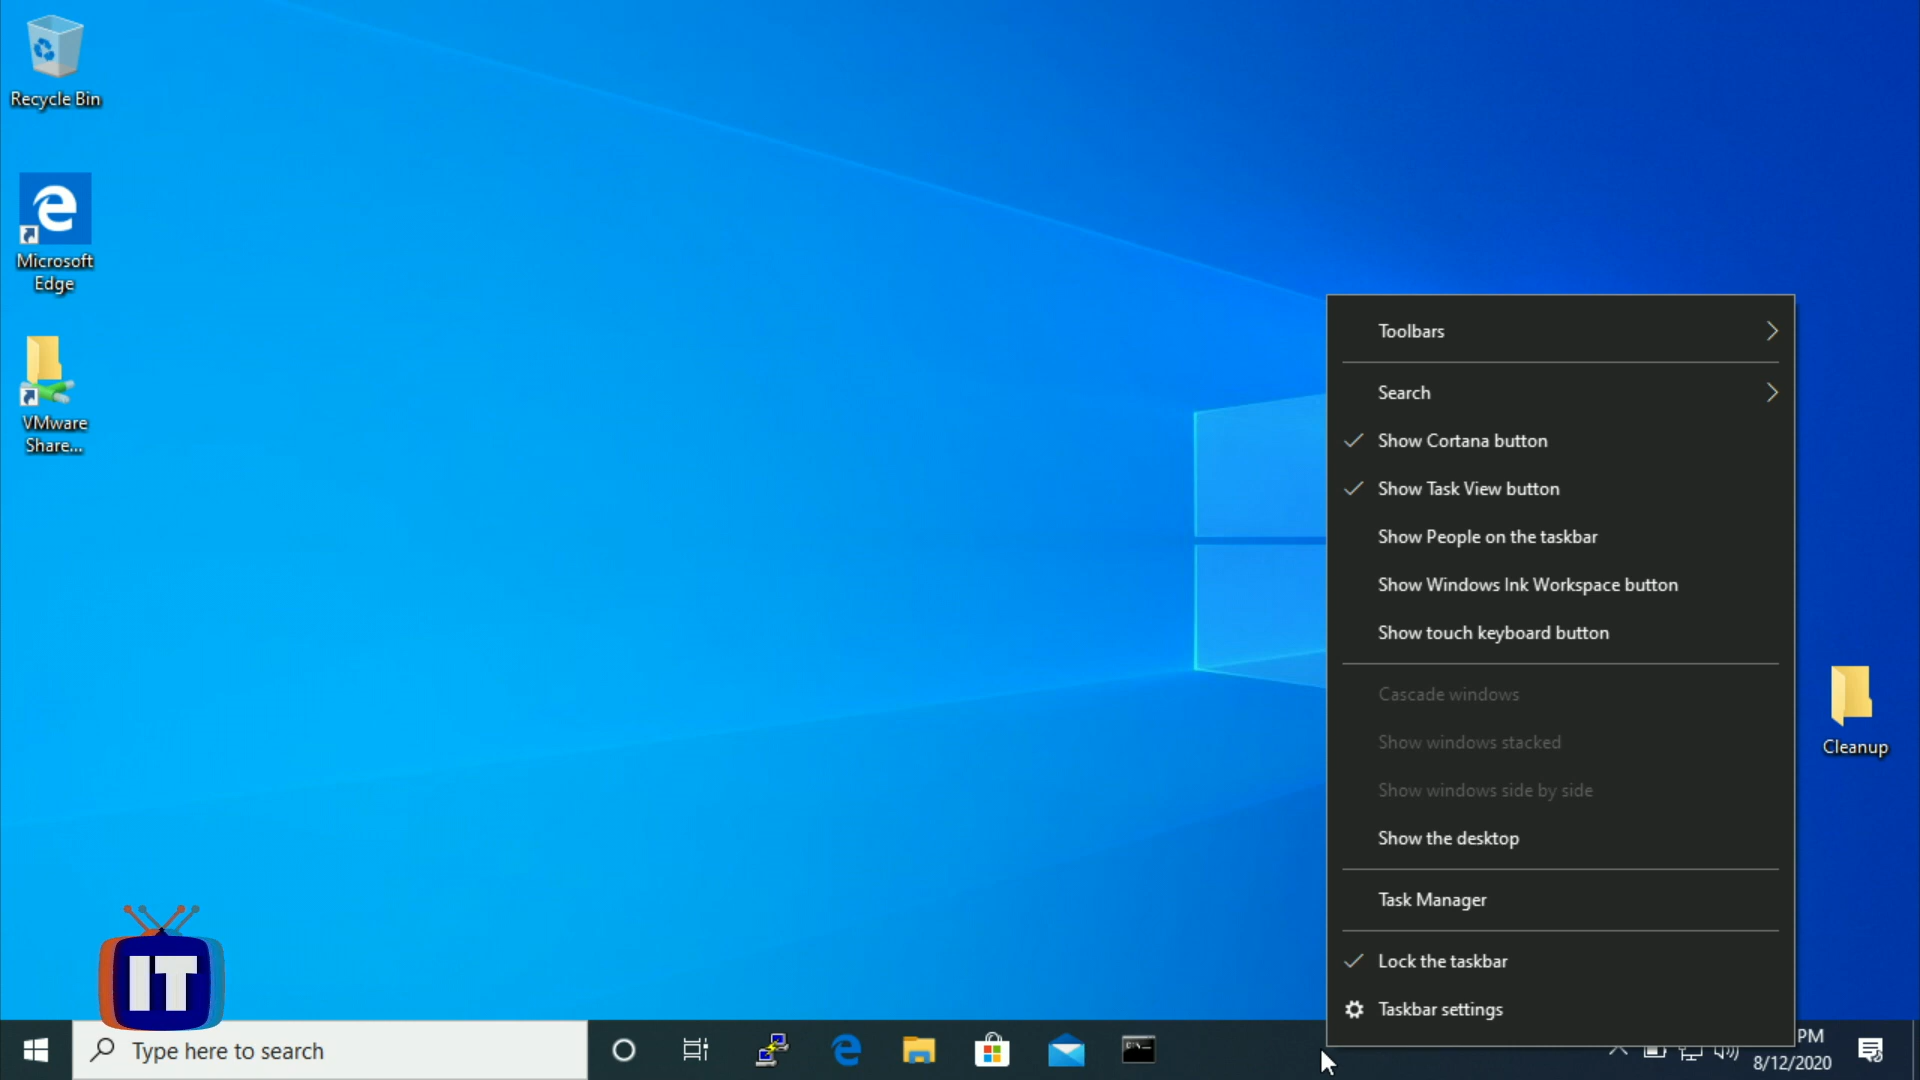 Recycle Bin
Microsoft
Edge
VMware
Share...
Toolbars
Search
Show Cortana button
Show Task View button
Show People on the taskbar
Show Windows Ink Workspace button
Show touch keyboard button
Cascade windows
Show windows stacked
Show windows side by side
Show the desktop
Task Manager
Lock the taskbar
Taskbar settings
Cleanup
IT
Type here to search
PM
8/12/2020